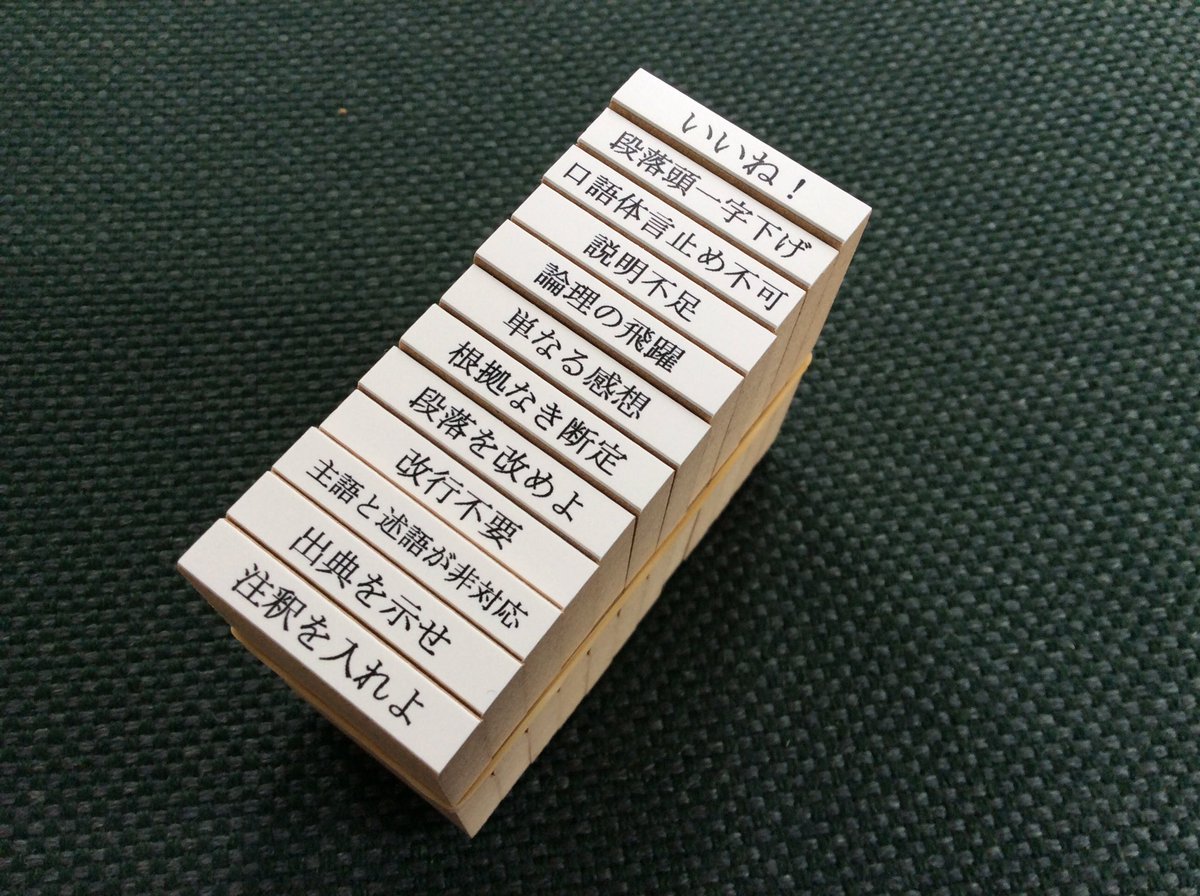 いいね！
段落頭一字下げ
口語体言止め不可
説明不足
論理の飛躍
単なる感想
根拠なき断定
段落を改めよ
改行不要
主語と述語が非対応
出典を示せ
注釈を入れよ